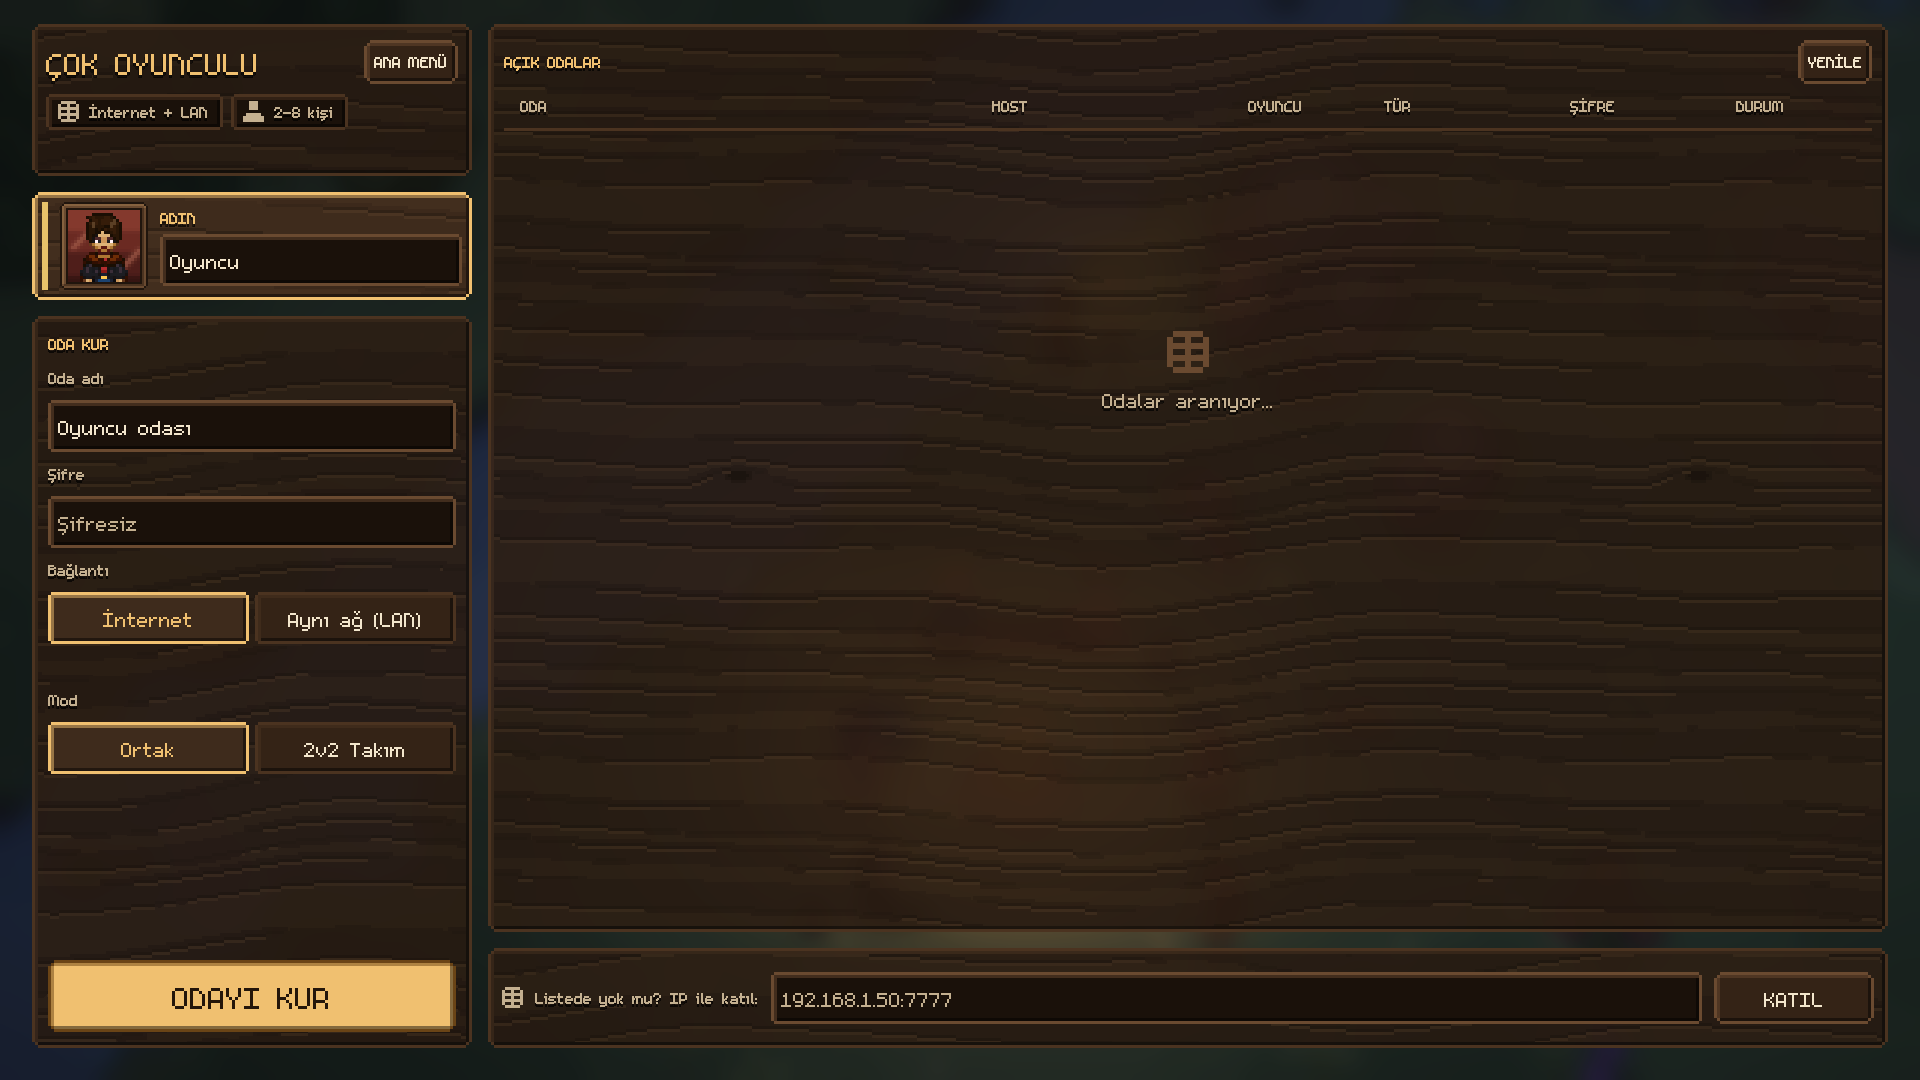 ÇOK OYUNCULU
ANA MENÜ
İnternet + LAN
2-8 kişi
ADIN
Oyuncu
ODA KUR
Oda adı
Oyuncu odası
Şifre
Şifresiz
Bağlantı
İnternet
Aynı ağ (LAN)
Mod
Ortak
2v2 Takım
ODAYI KUR
AÇIK ODALAR
YENİLE
ODA HOST OYUNCU TÜR ŞİFRE DURUM
Odalar aranıyor...
Listede yok mu? IP ile katıl:
192.168.1.50:7777
KATIL